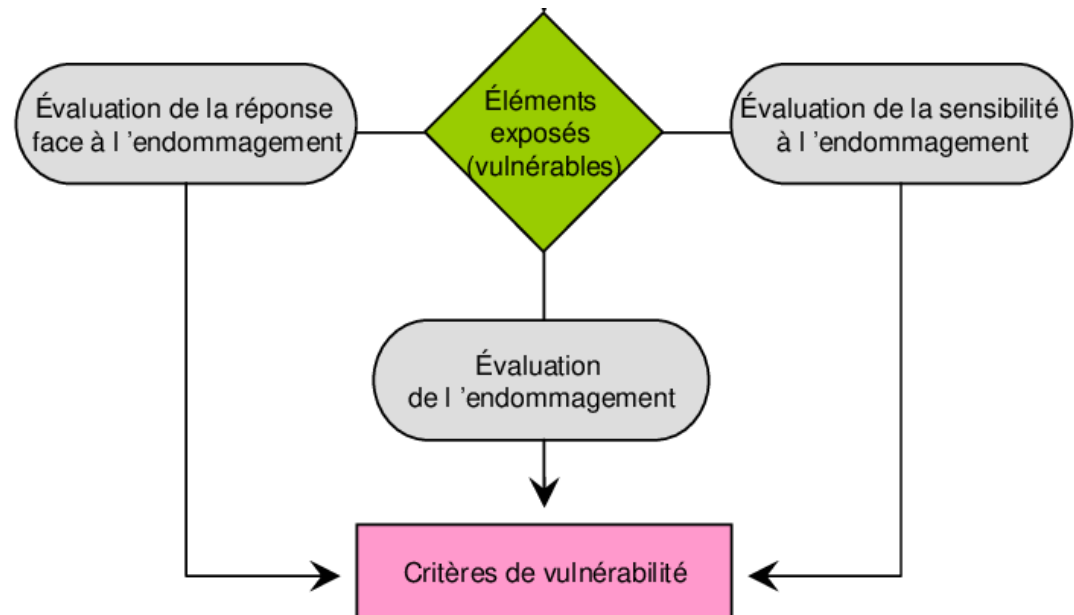 Évaluation de la réponse
face à l 'endommagement
Éléments
exposés
(vulnérables)
Évaluation de la sensibilité
à l 'endommagement
Évaluation
de l 'endommagement
Critères de vulnérabilité